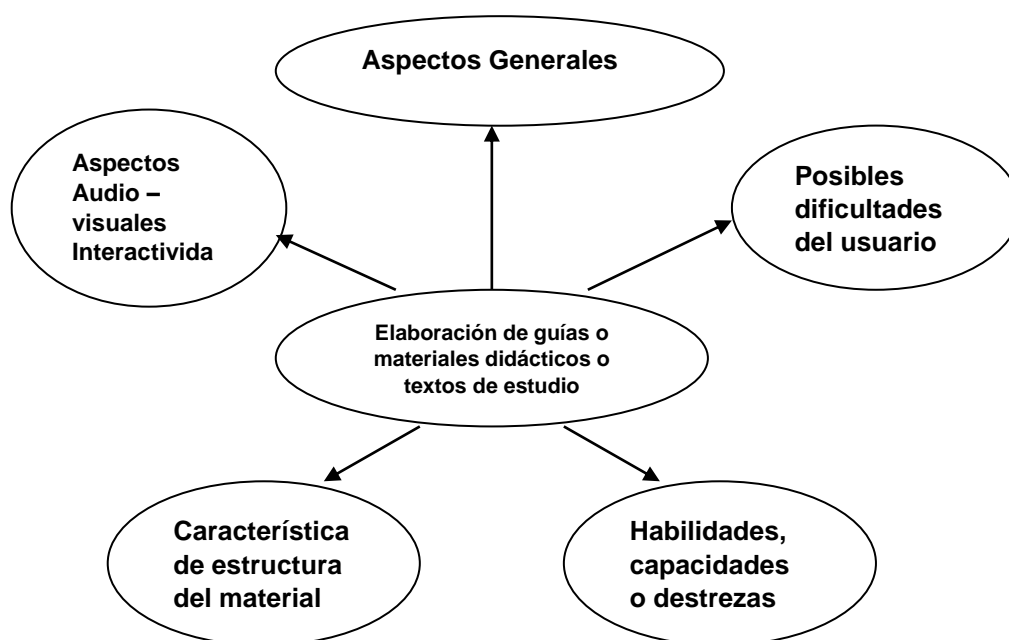 Aspectos Generales
Aspectos
Audio –
visuales
Interactivida
Posibles
dificultades
del usuario
Elaboración de guías o
materiales didácticos o
textos de estudio
Característica
de estructura
del material
Habilidades,
capacidades
o destrezas